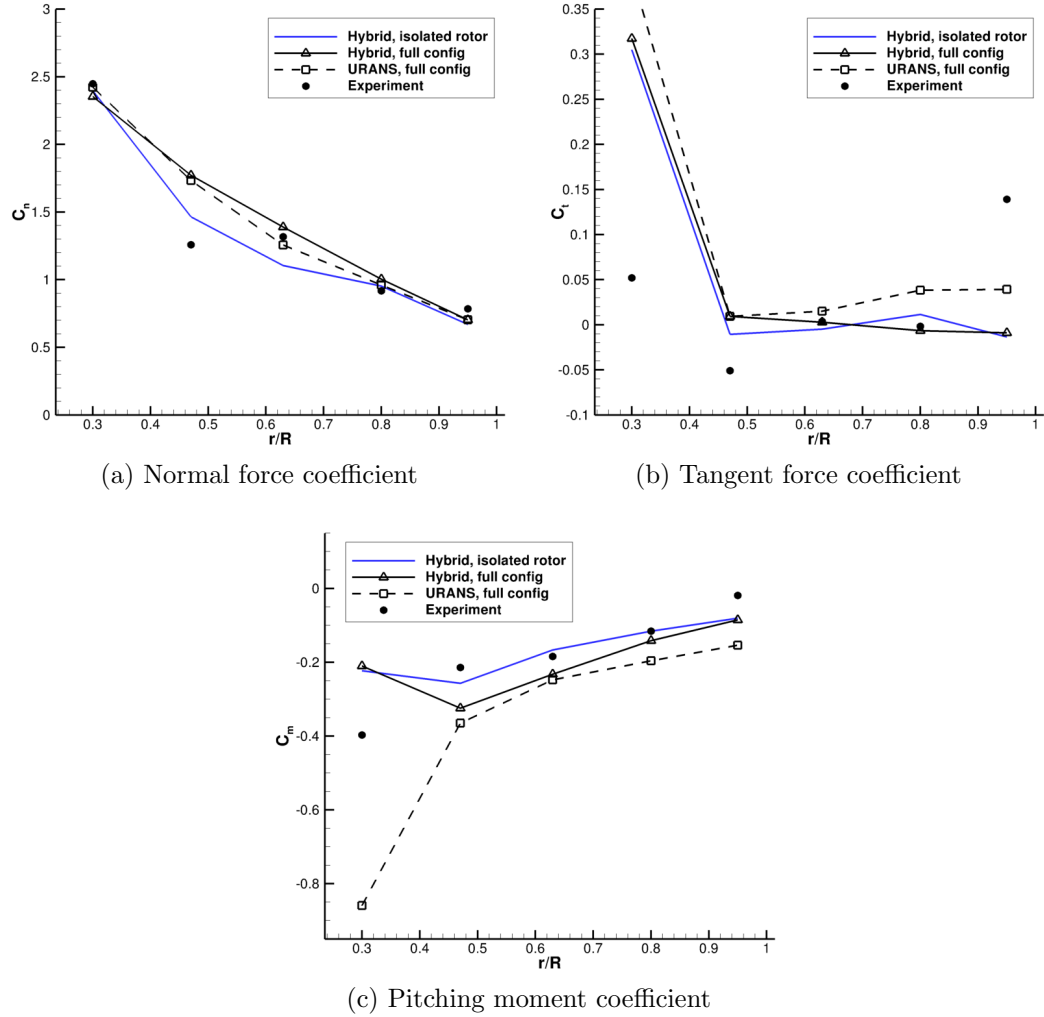 3
2.5
2
1.5
1
0.5
0
C_n
Hybrid, isolated rotor
Hybrid, full config
URANS, full config
Experiment
0.3 0.4 0.5 0.6 0.7 0.8 0.9 1
r/R
(a) Normal force coefficient
0.35
0.3
0.25
0.2
0.15
0.1
0.05
0
-0.05
-0.1
C_t
Hybrid, isolated rotor
Hybrid, full config
URANS, full config
Experiment
0.3 0.4 0.5 0.6 0.7 0.8 0.9 1
r/R
(b) Tangent force coefficient
0
-0.2
-0.4
-0.6
-0.8
C_m
Hybrid, isolated rotor
Hybrid, full config
URANS, full config
Experiment
0.3 0.4 0.5 0.6 0.7 0.8 0.9 1
r/R
(c) Pitching moment coefficient